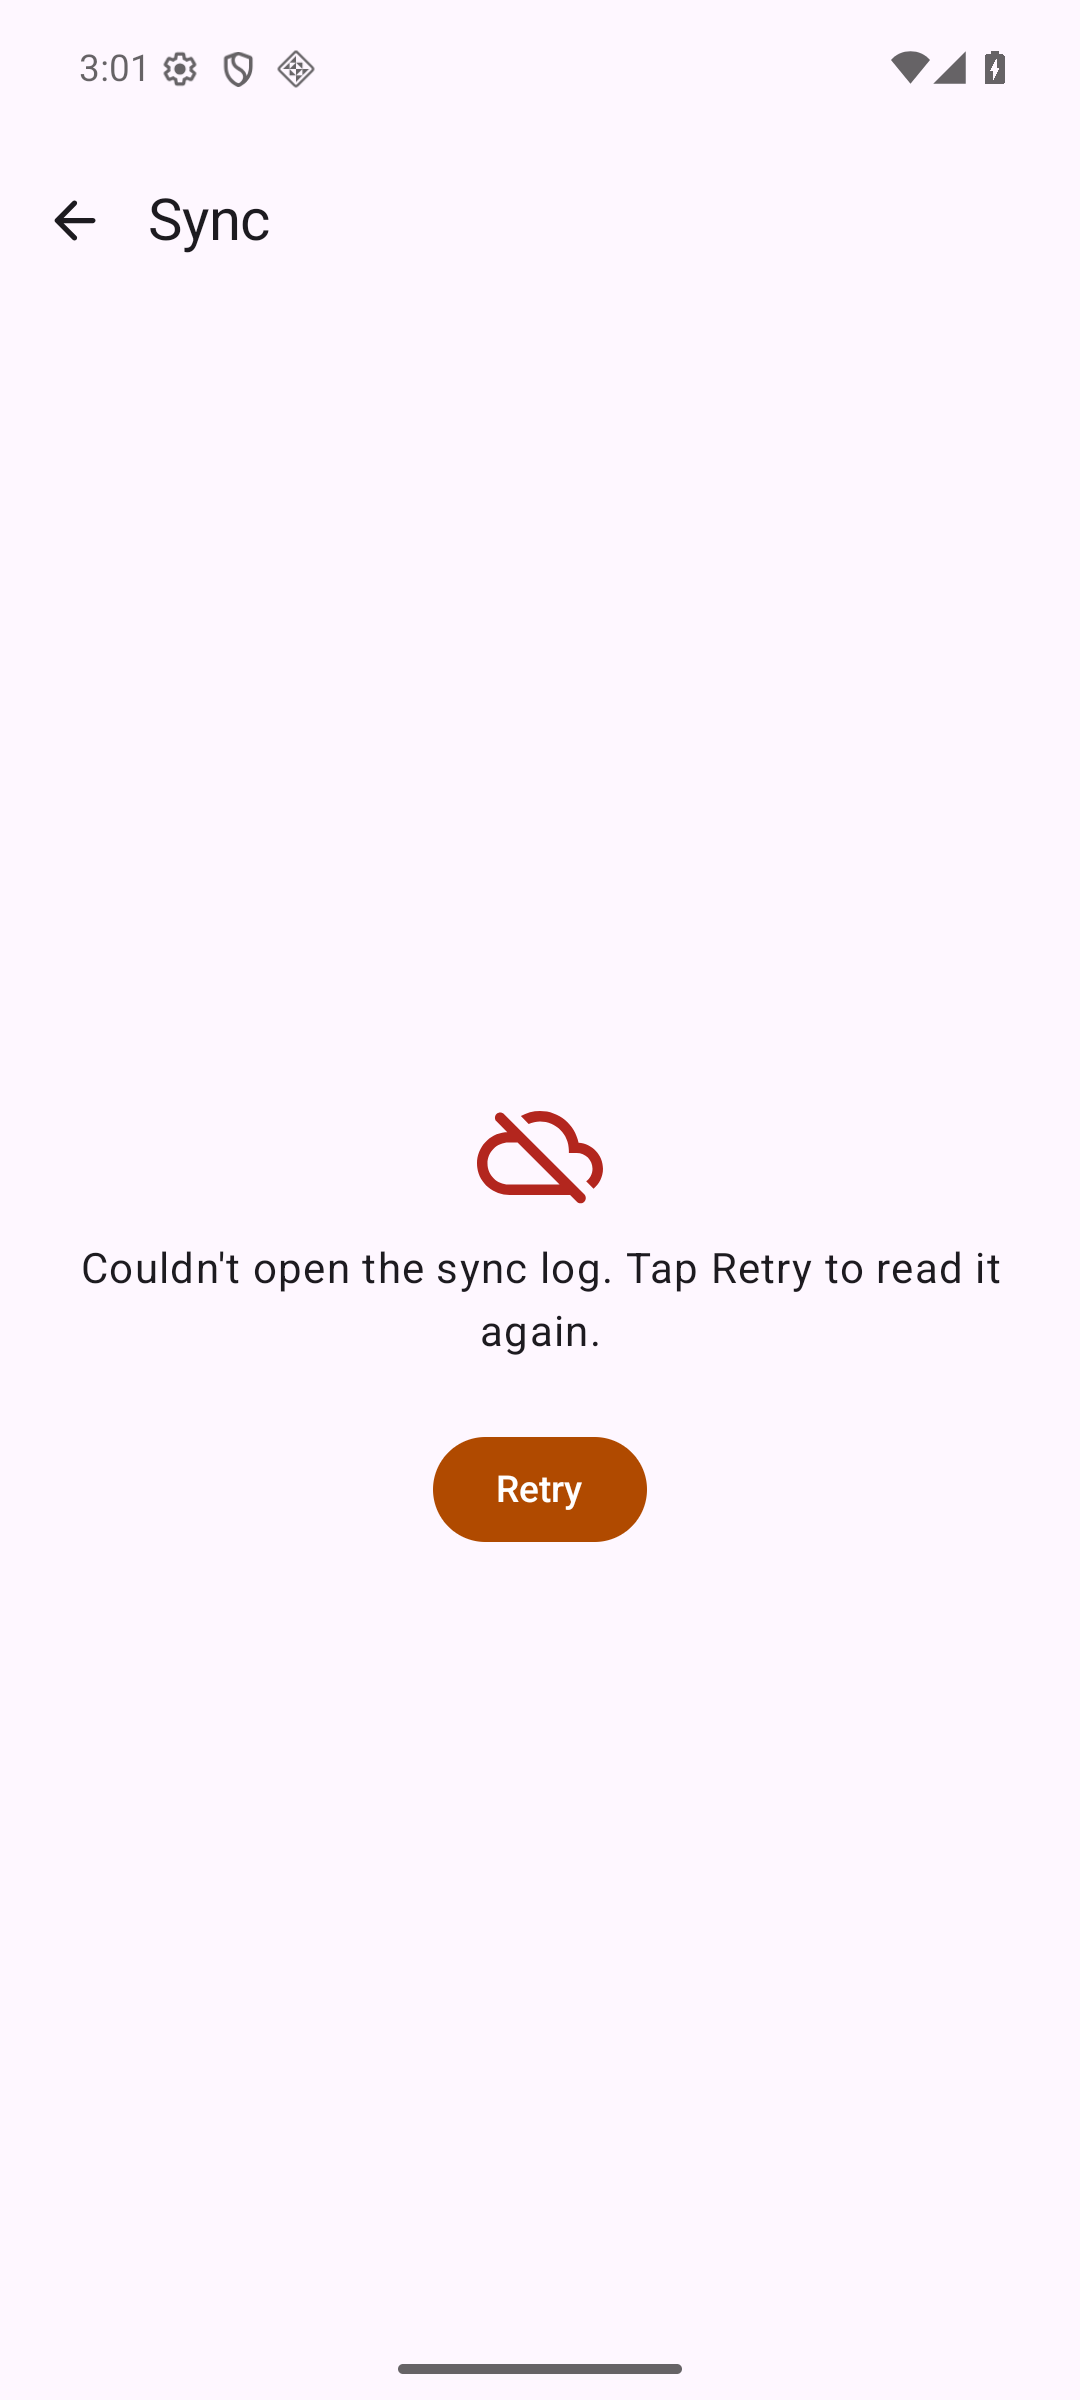 3:01
Sync
Couldn't open the sync log. Tap Retry to read it
again.
Retry